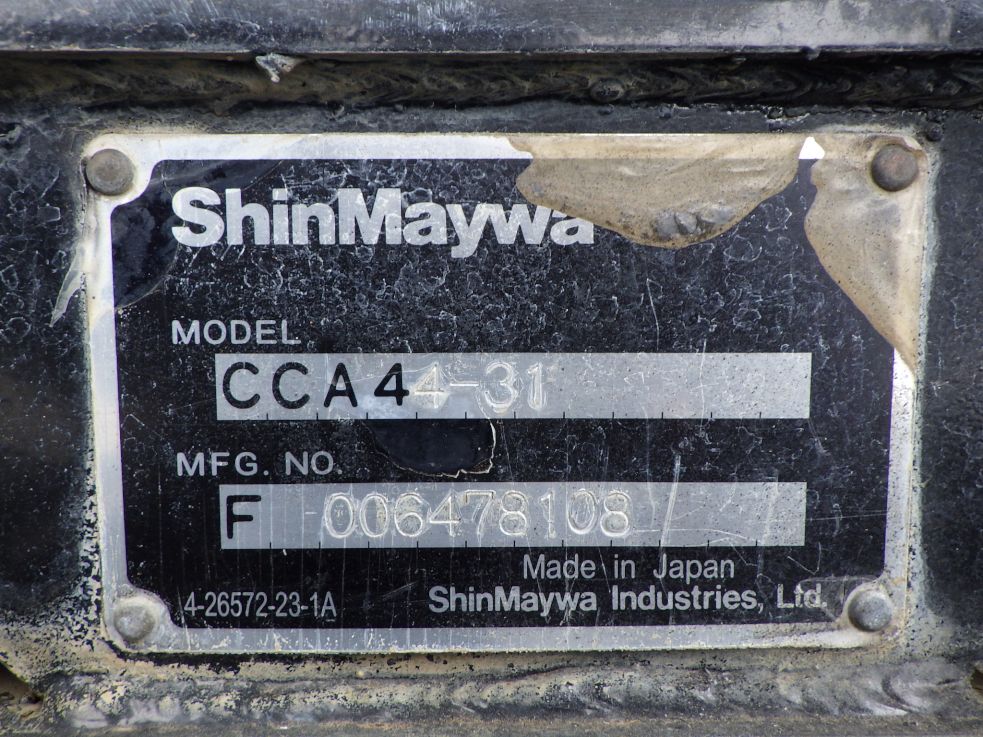 ShinMaywa
MODEL
CCA44-31
MFG. NO.
F 006478108
Made in Japan
4-26572-23-1A ShinMaywa Industries, Ltd.